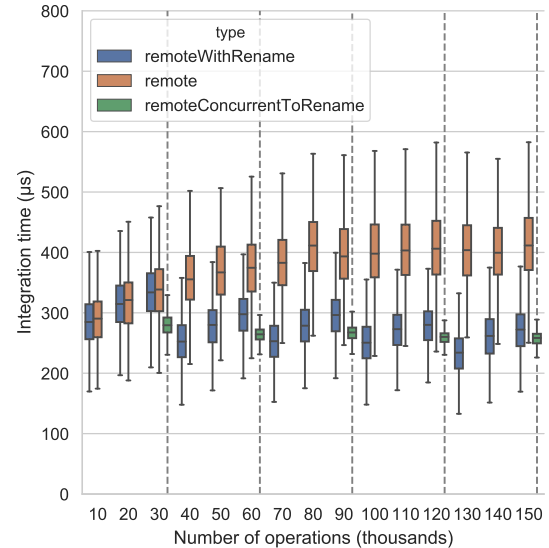 800
700
600
500
400
300
200
100
0
Integration time (μs)
type
remoteWithRename
remote
remoteConcurrentToRename
10 20 30 40 50 60 70 80 90 100 110 120 130 140 150
Number of operations (thousands)